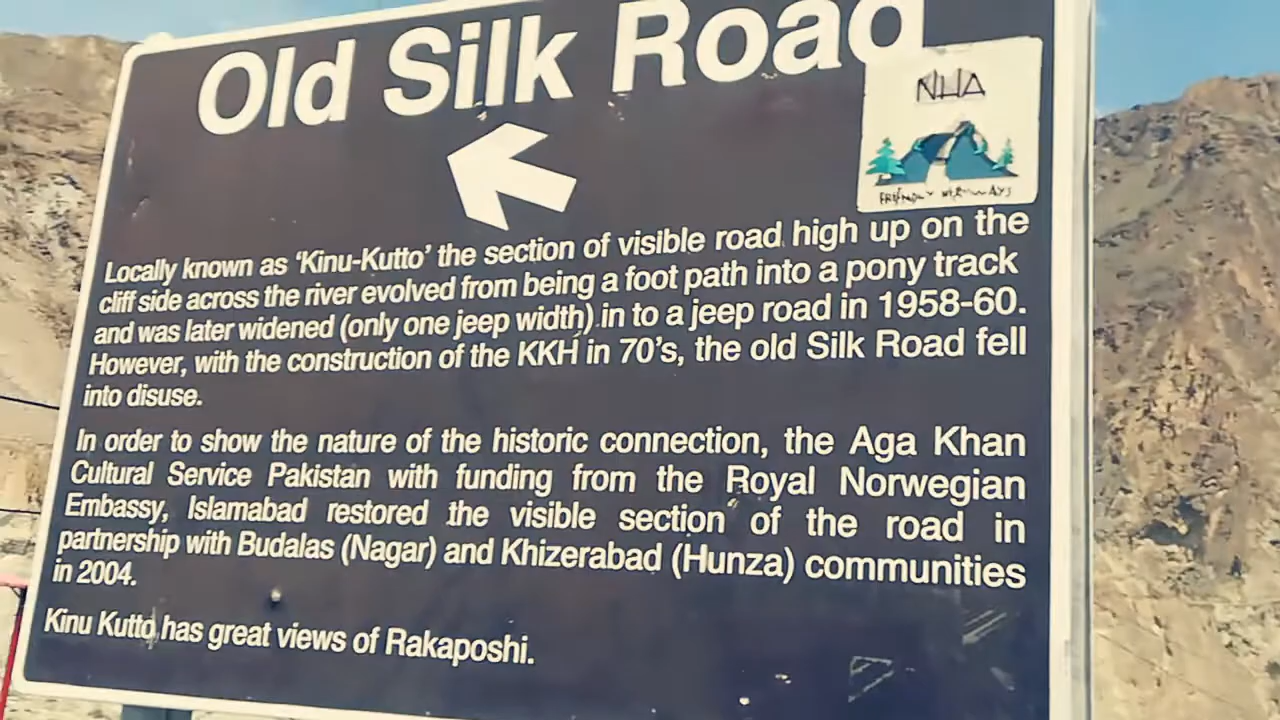 Old Silk Road
NHA
FRIENDLY HIGHWAYS
Locally known as ‘Kinu-Kutto’ the section of visible road high up on the
cliff side across the river evolved from being a foot path into a pony track
and was later widened (only one jeep width) in to a jeep road in 1958-60.
However, with the construction of the KKH in 70’s, the old Silk Road fell
into disuse.
In order to show the nature of the historic connection, the Aga Khan
Cultural Service Pakistan with funding from the Royal Norwegian
Embassy, Islamabad restored the visible section of the road in
partnership with Budalas (Nagar) and Khizerabad (Hunza) communities
in 2004.
Kinu Kutto has great views of Rakaposhi.